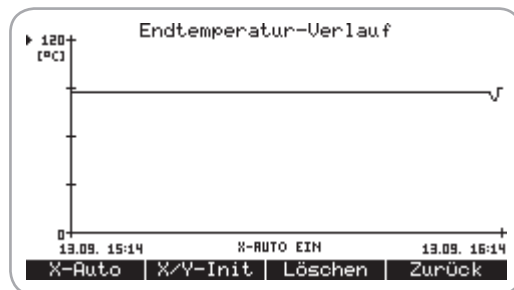 Endtemperatur-Verlauf
120
[°C]
0
13.09. 15:14 X-AUTO EIN 13.09. 16:14
X-Auto X/Y-Init Löschen Zurück